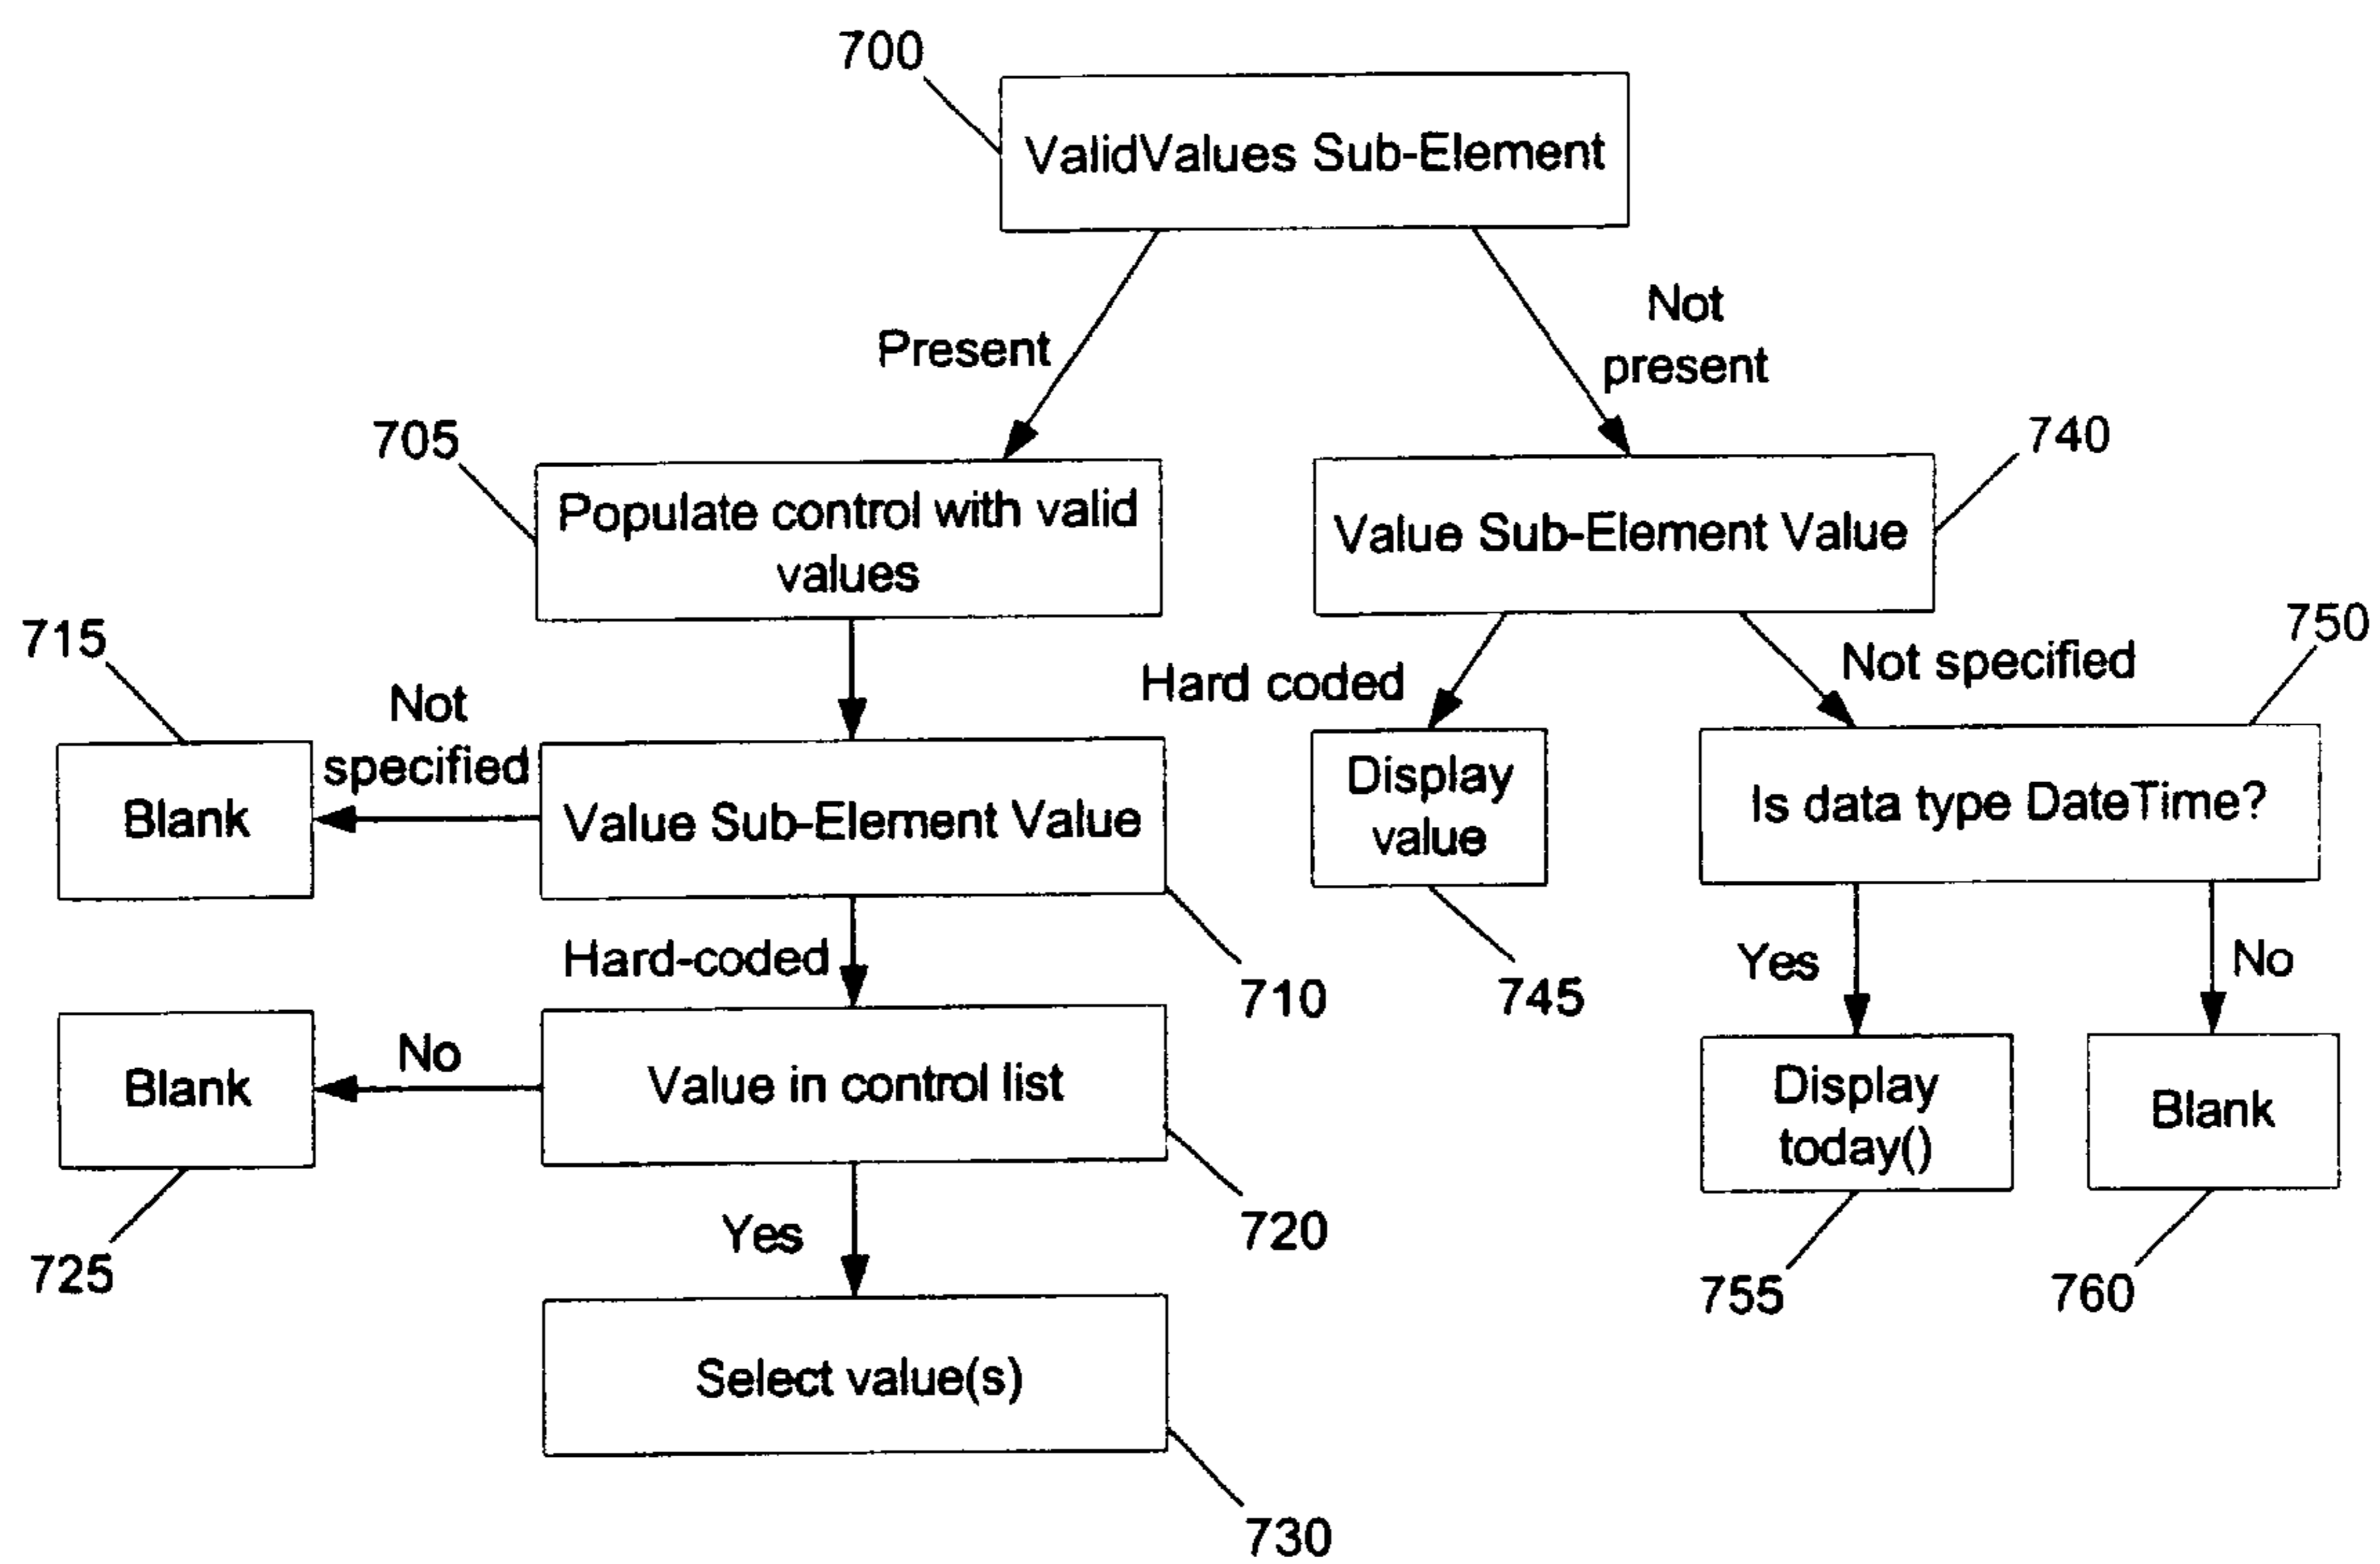 700
ValidValues Sub-Element
Present
Not
present
705
740
Populate control with valid
values
Value Sub-Element Value
715
750
Not
specified
Hard coded
Not specified
Blank
Value Sub-Element Value
Display
value
Is data type DateTime?
Hard-coded
710
745
Yes
No
Blank
No
Value in control list
Display
today()
Blank
725
Yes
720
755
760
Select value(s)
730